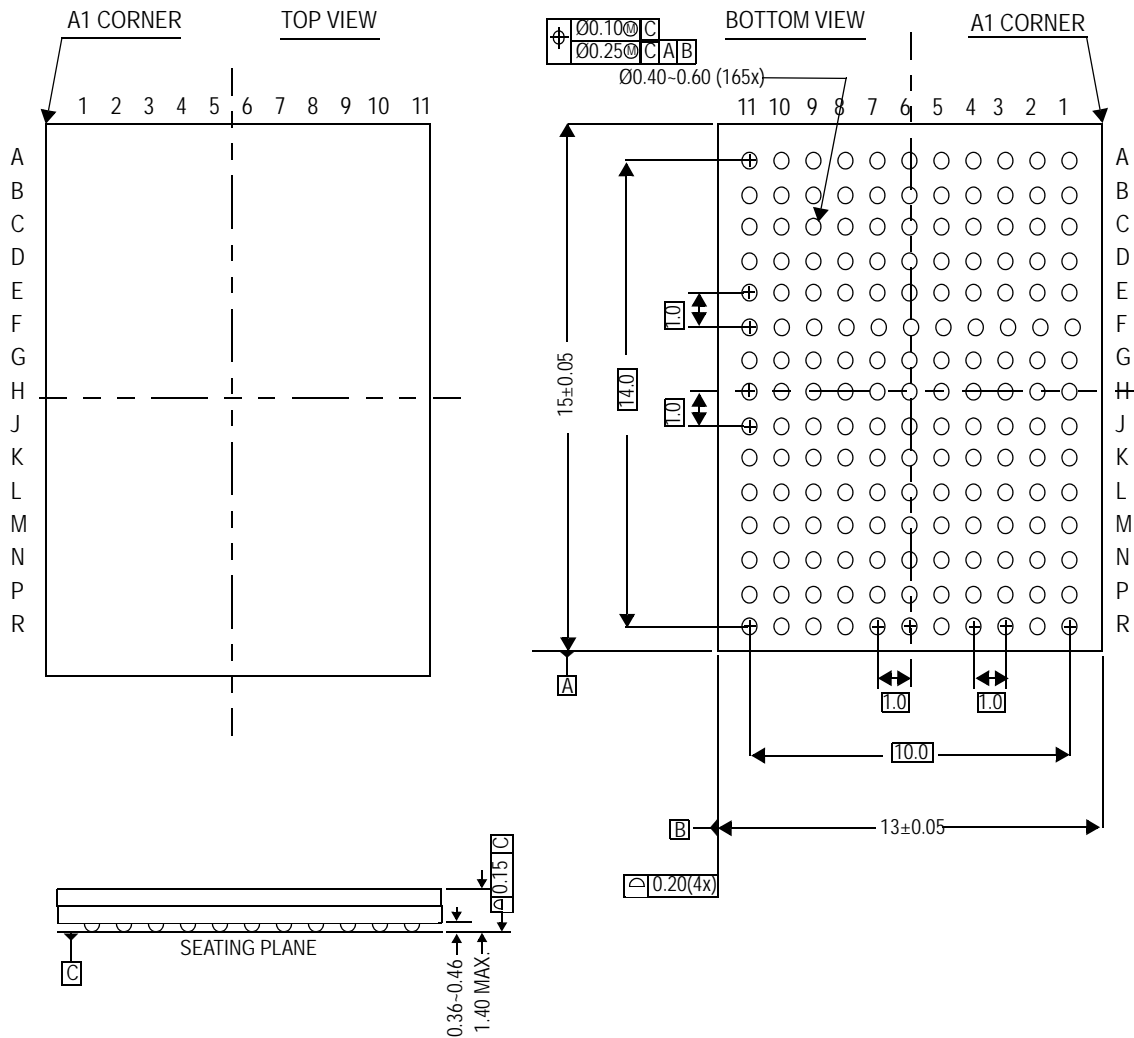 A1 CORNER
TOP VIEW
1 2 3 4 5 6 7 8 9 10 11
A
B
C
D
E
F
G
H
J
K
L
M
N
P
R
Ø0.10Ⓜ C
Ø0.25Ⓜ C A B
BOTTOM VIEW
A1 CORNER
Ø0.40~0.60 (165x)
11 10 9 8 7 6 5 4 3 2 1
A
B
C
D
E
F
G
H
J
K
L
M
N
P
R
1.0
1.0
14.0
15±0.05
A
1.0
1.0
10.0
B
13±0.05
0.20(4x)
0.15 C
SEATING PLANE
C
0.36~0.46
1.40 MAX.